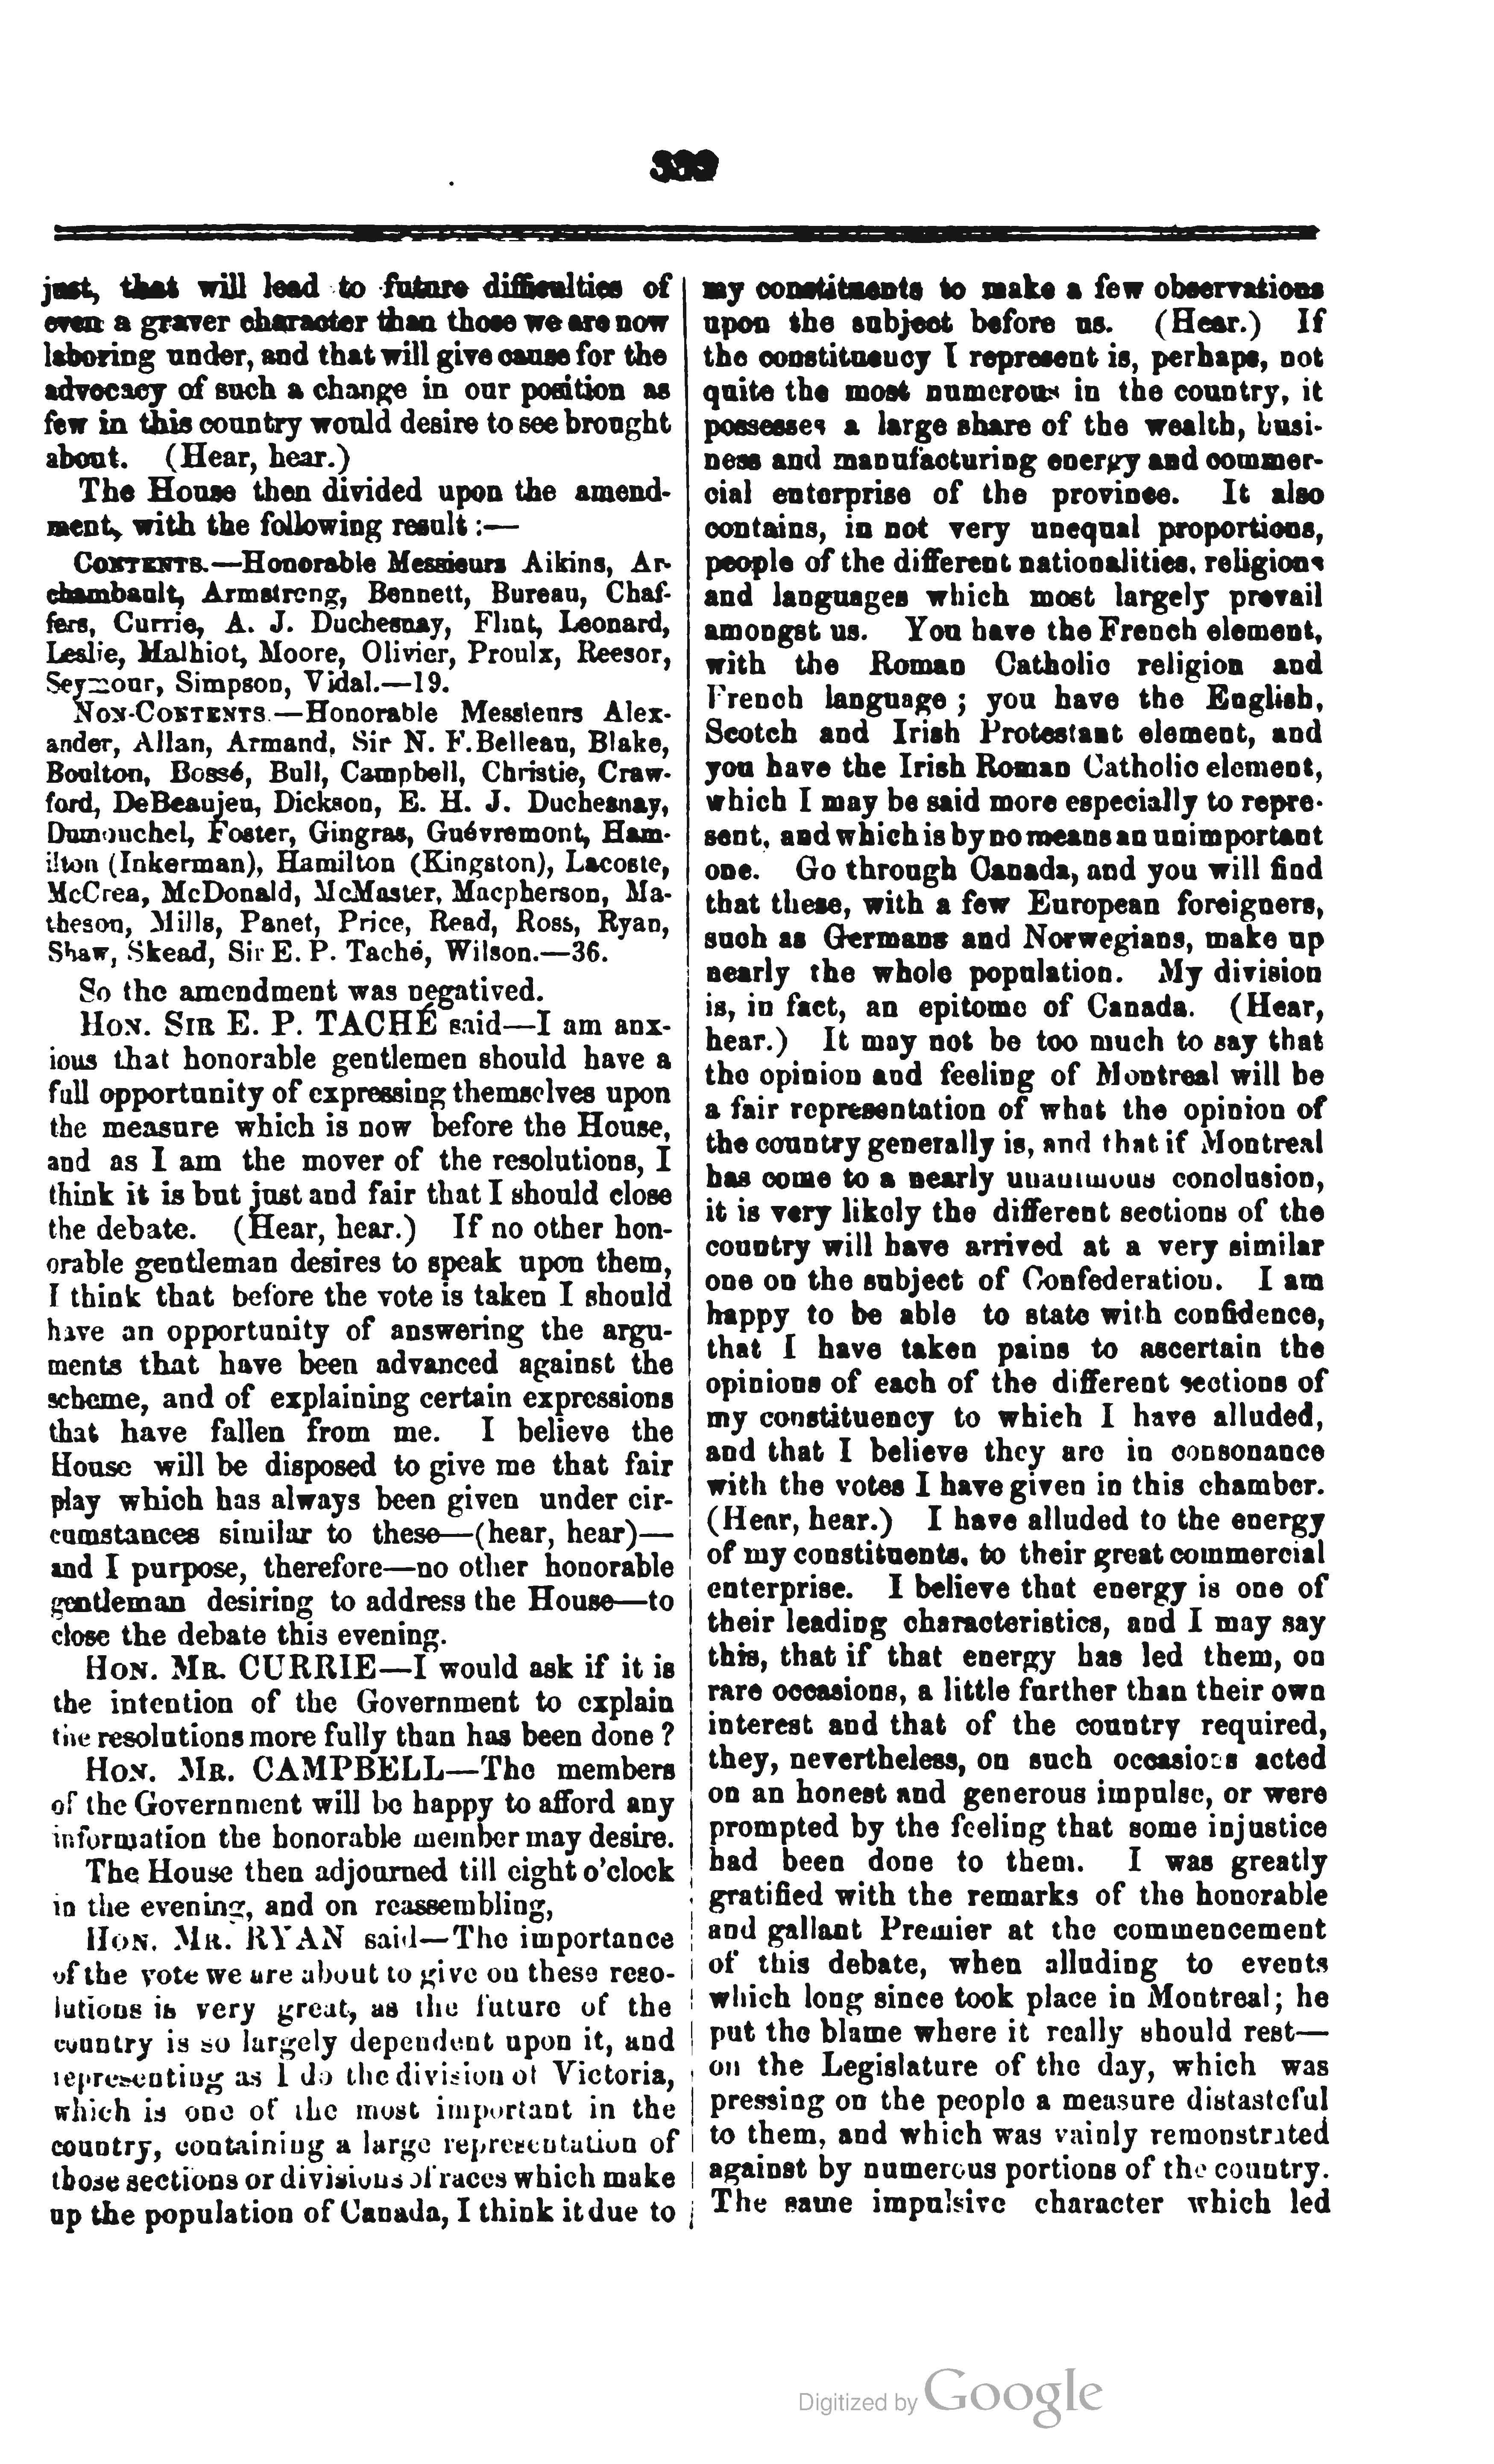 339
just, that will lead to future difficulties of
even a graver character than those we are now
laboring under, and that will give cause for the
advocacy of such a change in our position as
few in this country would desire to see brought
about. (Hear, hear.)
The House then divided upon the amend-
ment, with the following result:—
CONTENTS.—Honorable Messieurs Aikins, Ar-
chambault, Armstrong, Bennett, Bureau, Chaf-
fers, Currie, A. J. Duchesnay, Flint, Leonard,
Leslie, Malhiot, Moore, Olivier, Proulx, Reesor,
Seymour, Simpson, Vidal.—19.
NON-CONTENTS.—Honorable Messieurs Alex-
ander, Allan, Armand, Sir N. F. Belleau, Blake,
Boulton, Bossé, Bull, Campbell, Christie, Craw-
ford, DeBeaujeu, Dickson, E. H. J. Duchesnay,
Dumouchel, Foster, Gingras, Guévremont, Ham-
ilton (Inkerman), Hamilton (Kingston), Lacoste,
McCrea, McDonald, McMaster, Macpherson, Ma-
theson, Mills, Panet, Price, Read, Ross, Ryan,
Shaw, Skead, Sir E. P. Taché, Wilson.—36.
So the amendment was negatived.
HON. SIR E. P. TACHÉ said—I am anx-
ious that honorable gentlemen should have a
full opportunity of expressing themselves upon
the measure which is now before the House,
and as I am the mover of the resolutions, I
think it is but just and fair that I should close
the debate. (Hear, hear.) If no other hon-
orable gentleman desires to speak upon them,
I think that before the vote is taken I should
have an opportunity of answering the argu-
ments that have been advanced against the
scheme, and of explaining certain expressions
that have fallen from me. I believe the
House will be disposed to give me that fair
play which has always been given under cir-
cumstances similar to these—(hear, hear)—
and I purpose, therefore—no other honorable
gentleman desiring to address the House—to
close the debate this evening.
HON. MR. CURRIE—I would ask if it is
the intention of the Government to explain
the resolutions more fully than has been done?
HON. MR. CAMPBELL—The members
of the Government will be happy to afford any
information the honorable member may desire.
The House then adjourned till eight o'clock
in the evening, and on reassembling,
HON. MR. RYAN said—The importance
of the vote we are about to give on these reso-
lutions is very great, as the future of the
country is so largely dependent upon it, and
representing as I do the division of Victoria,
which is one of the most important in the
country, containing a large representation of
those sections or divisions of races which make
up the population of Canada, I think it due to
my constituents to make a few observations
upon the subject before us. (Hear.) If
the constituency I represent is, perhaps, not
quite the most numerous in the country, it
possesses a large share of the wealth, busi-
ness and manufacturing energy and commer-
cial enterprise of the province. It also
contains, in not very unequal proportions,
people of the different nationalities, religions
and languages which most largely prevail
amongst us. You have the French element,
with the Roman Catholic religion and
French language; you have the English,
Scotch and Irish Protestant element, and
you have the Irish Roman Catholic element,
which I may be said more especially to repre-
sent, and which is by no means an unimportant
one. Go through Canada, and you will find
that these, with a few European foreigners,
such as Germans and Norwegians, make up
nearly the whole population. My division
is, in fact, an epitome of Canada. (Hear,
hear.) It may not be too much to say that
the opinion and feeling of Montreal will be
a fair representation of what the opinion of
the country generally is, and that if Montreal
has come to a nearly unanimous conclusion,
it is very likely the different sections of the
country will have arrived at a very similar
one on the subject of Confederation. I am
happy to be able to state with confidence,
that I have taken pains to ascertain the
opinions of each of the different sections of
my constituency to which I have alluded,
and that I believe they are in consonance
with the votes I have given in this chamber.
(Hear, hear.) I have alluded to the energy
of my constituents, to their great commercial
enterprise. I believe that energy is one of
their leading characteristics, and I may say
this, that if that energy has led them, on
rare occasions, a little further than their own
interest and that of the country required,
they, nevertheless, on such occasions acted
on an honest and generous impulse, or were
prompted by the feeling that some injustice
had been done to them. I was greatly
gratified with the remarks of the honorable
and gallant Premier at the commencement
of this debate, when alluding to events
which long since took place in Montreal; he
put the blame where it really should rest—
on the Legislature of the day, which was
pressing on the people a measure distasteful
to them, and which was vainly remonstrated
against by numerous portions of the country.
The same impulsive character which led
Digitized by Google